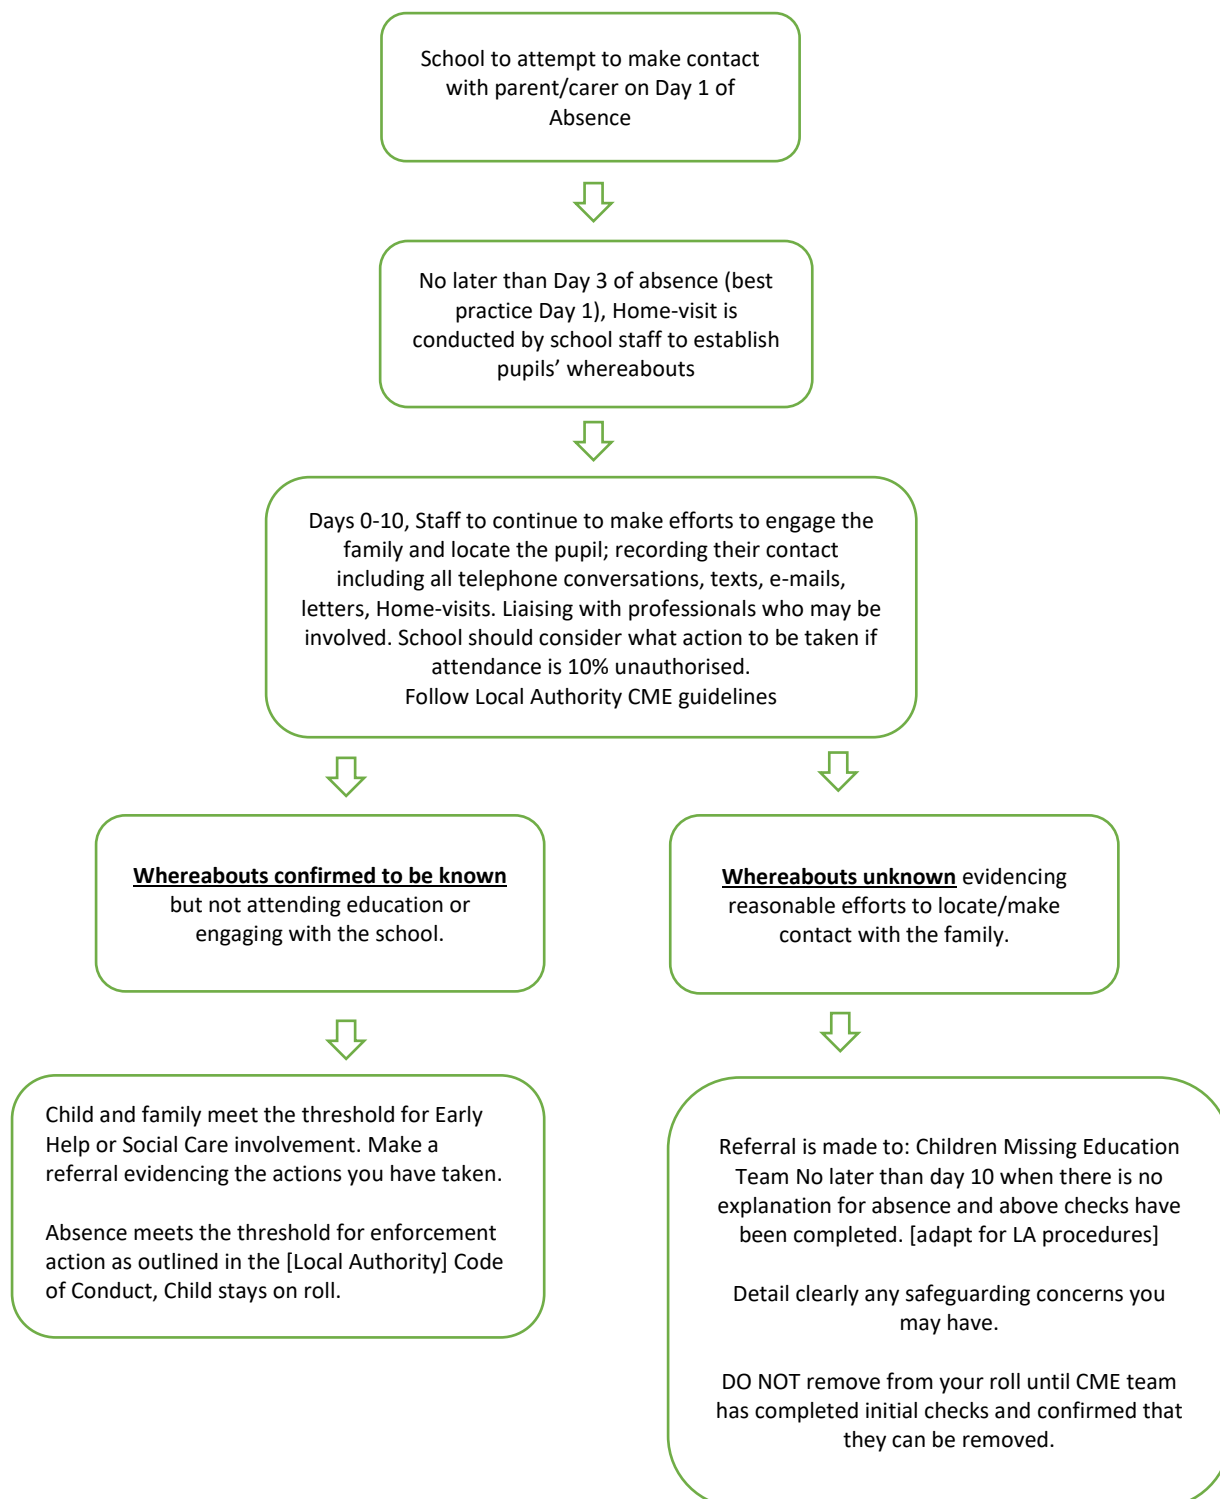 School to attempt to make contact
with parent/carer on Day 1 of
Absence
No later than Day 3 of absence (best
practice Day 1), Home-visit is
conducted by school staff to establish
pupils’ whereabouts
Days 0-10, Staff to continue to make efforts to engage the
family and locate the pupil; recording their contact
including all telephone conversations, texts, e-mails,
letters, Home-visits. Liaising with professionals who may be
involved. School should consider what action to be taken if
attendance is 10% unauthorised.
Follow Local Authority CME guidelines
Whereabouts confirmed to be known
but not attending education or
engaging with the school.
Whereabouts unknown evidencing
reasonable efforts to locate/make
contact with the family.
Child and family meet the threshold for Early
Help or Social Care involvement. Make a
referral evidencing the actions you have taken.
Absence meets the threshold for enforcement
action as outlined in the [Local Authority] Code
of Conduct, Child stays on roll.
Referral is made to: Children Missing Education
Team No later than day 10 when there is no
explanation for absence and above checks have
been completed. [adapt for LA procedures]
Detail clearly any safeguarding concerns you
may have.
DO NOT remove from your roll until CME team
has completed initial checks and confirmed that
they can be removed.